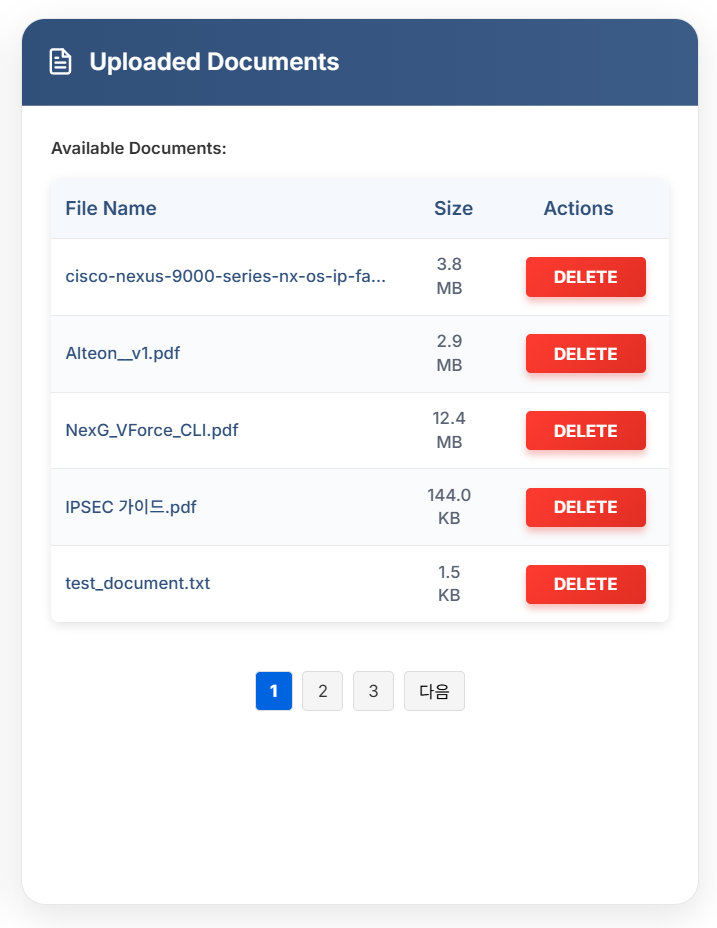 Uploaded Documents
Available Documents:
File Name Size Actions
cisco-nexus-9000-series-nx-os-ip-fa... 3.8 MB DELETE
Alteon__v1.pdf 2.9 MB DELETE
NexG_VForce_CLI.pdf 12.4 MB DELETE
IPSEC 가이드.pdf 144.0 KB DELETE
test_document.txt 1.5 KB DELETE
1 2 3 다음